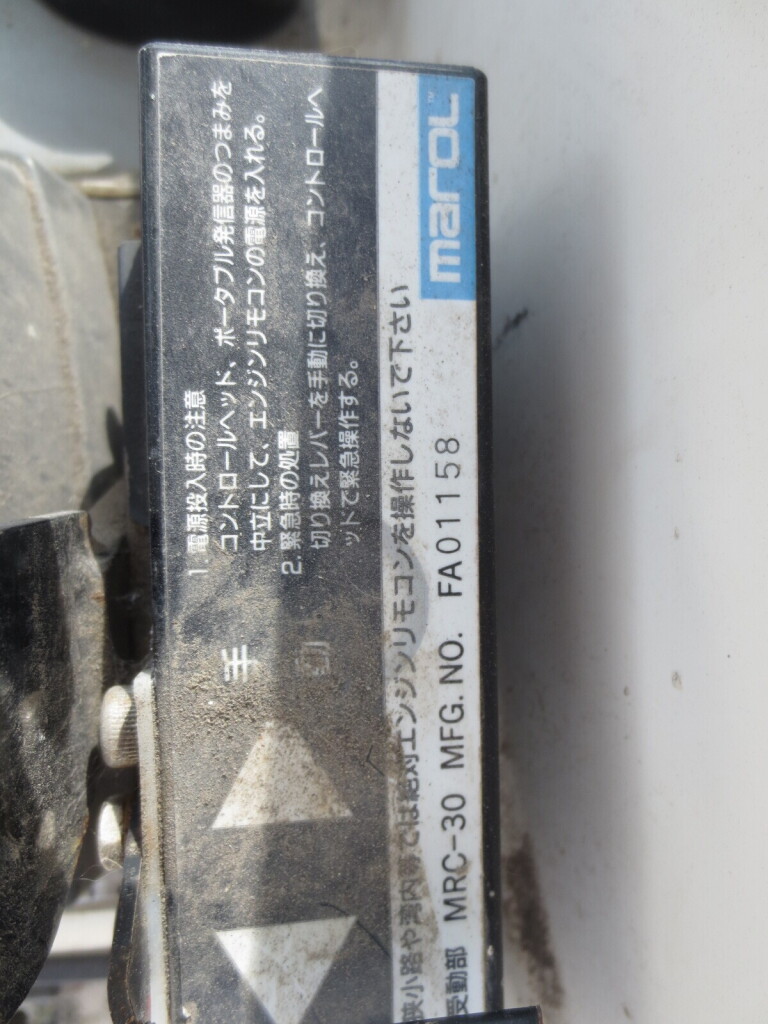 1. 電源投入時の注意
コントロールヘッド、ポータブル発信器のつまみを
中立にして、エンジンリモコンの電源を入れる。
2. 緊急時の処置
切り換えレバーを手動に切り換え、コントロールヘ
ッドで緊急操作する。
手動
marol™
狭小路や湾内等では絶対エンジンリモコンを操作しないで下さい
受動部 MRC-30 MFG. NO. FA01158